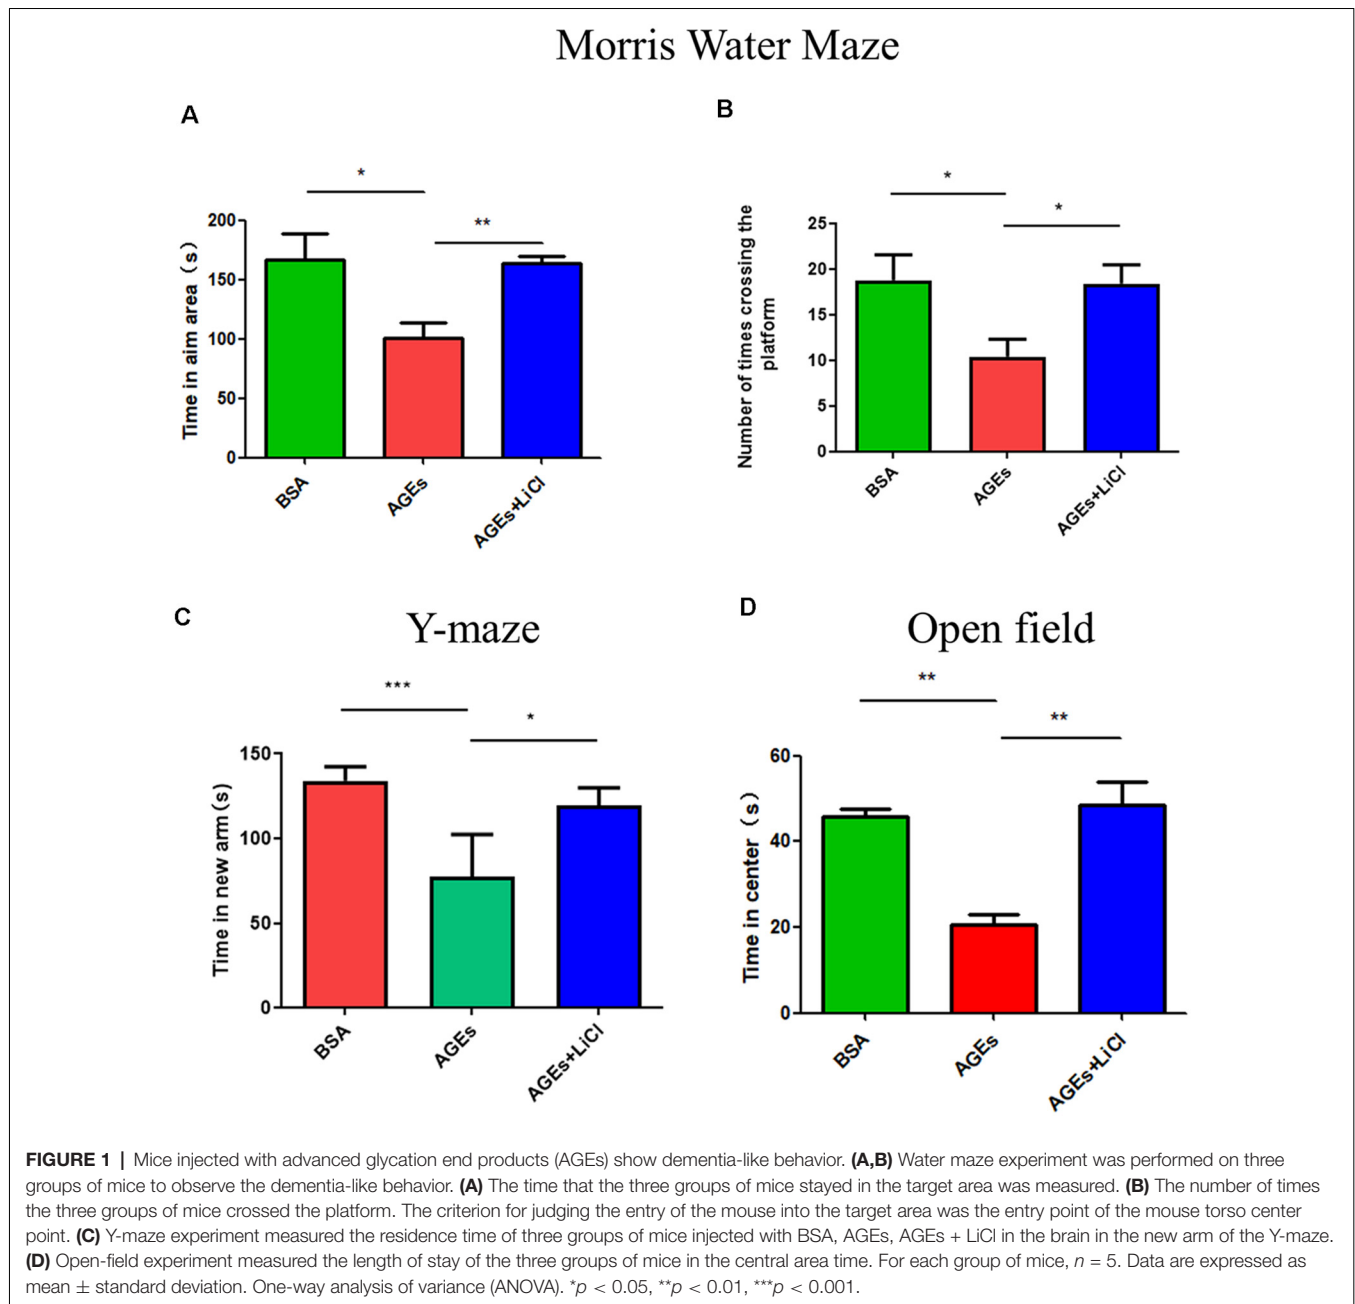 Morris Water Maze
A
*
**
Time in aim area (s)
200
150
100
50
0
BSA
AGEs
AGEs+LiCl
B
*
*
Number of times crossing the
platform
25
20
15
10
5
0
BSA
AGEs
AGEs+LiCl
C
Y-maze
***
*
Time in new arm(s)
150
100
50
0
BSA
AGEs
AGEs+LiCl
D
Open field
**
**
Time in center (s)
60
40
20
0
BSA
AGEs
AGEs+LiCl
FIGURE 1 | Mice injected with advanced glycation end products (AGEs) show dementia-like behavior. (A,B) Water maze experiment was performed on three
groups of mice to observe the dementia-like behavior. (A) The time that the three groups of mice stayed in the target area was measured. (B) The number of times
the three groups of mice crossed the platform. The criterion for judging the entry of the mouse into the target area was the entry point of the mouse torso center
point. (C) Y-maze experiment measured the residence time of three groups of mice injected with BSA, AGEs, AGEs + LiCl in the brain in the new arm of the Y-maze.
(D) Open-field experiment measured the length of stay of the three groups of mice in the central area time. For each group of mice, n = 5. Data are expressed as
mean ± standard deviation. One-way analysis of variance (ANOVA). *p < 0.05, **p < 0.01, ***p < 0.001.